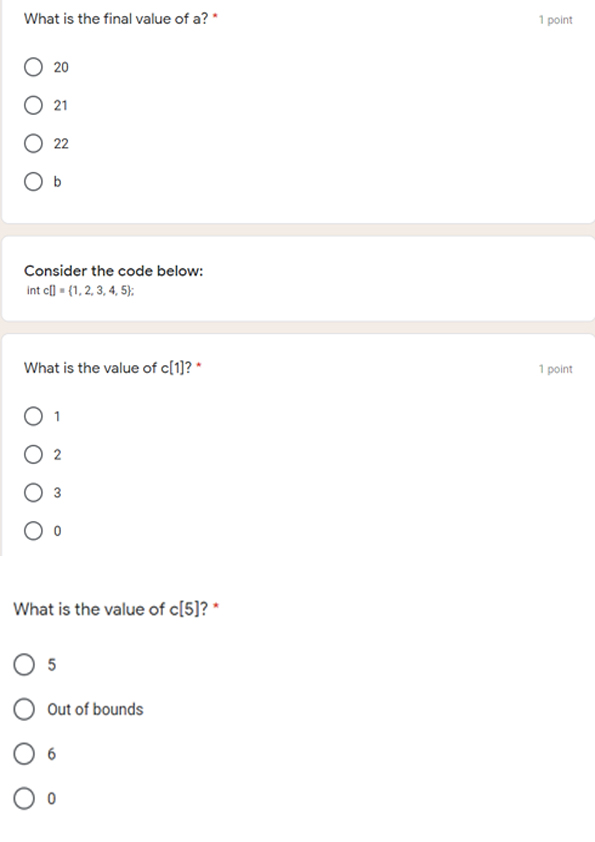 What is the final value of a? *
1 point
20
21
22
b
Consider the code below:
int c[] = {1, 2, 3, 4, 5};
What is the value of c[1]? *
1 point
1
2
3
0
What is the value of c[5]? *
5
Out of bounds
6
0